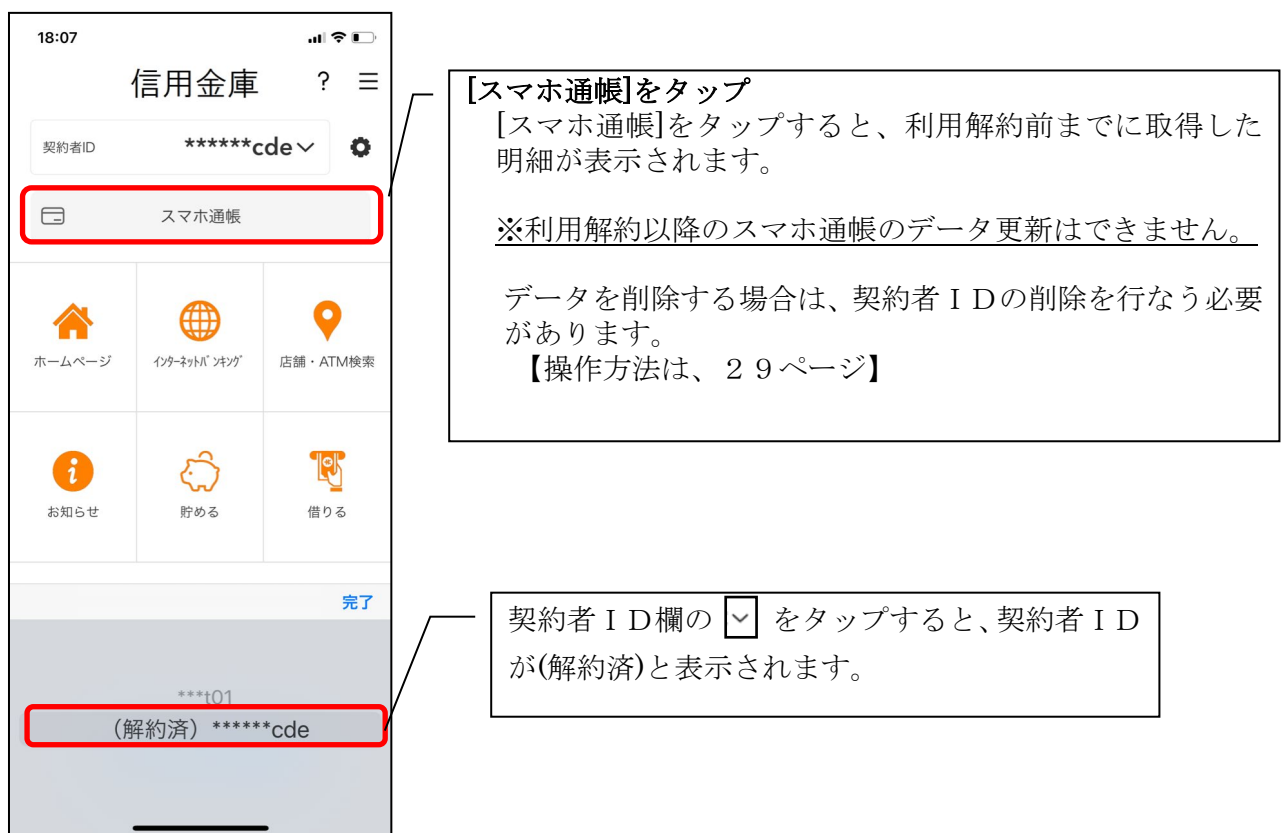 18:07
信用金庫 ?
契約者ID ******cde
スマホ通帳
ホームページ インターネットバンキング 店舗・ATM検索
お知らせ 貯める 借りる
完了
***t01
(解約済) ******cde
[スマホ通帳]をタップ
[スマホ通帳]をタップすると、利用解約前までに取得した
明細が表示されます。
※利用解約以降のスマホ通帳のデータ更新はできません。
データを削除する場合は、契約者IDの削除を行なう必要
があります。
【操作方法は、29ページ】
契約者ID欄の をタップすると、契約者ID
が(解約済)と表示されます。